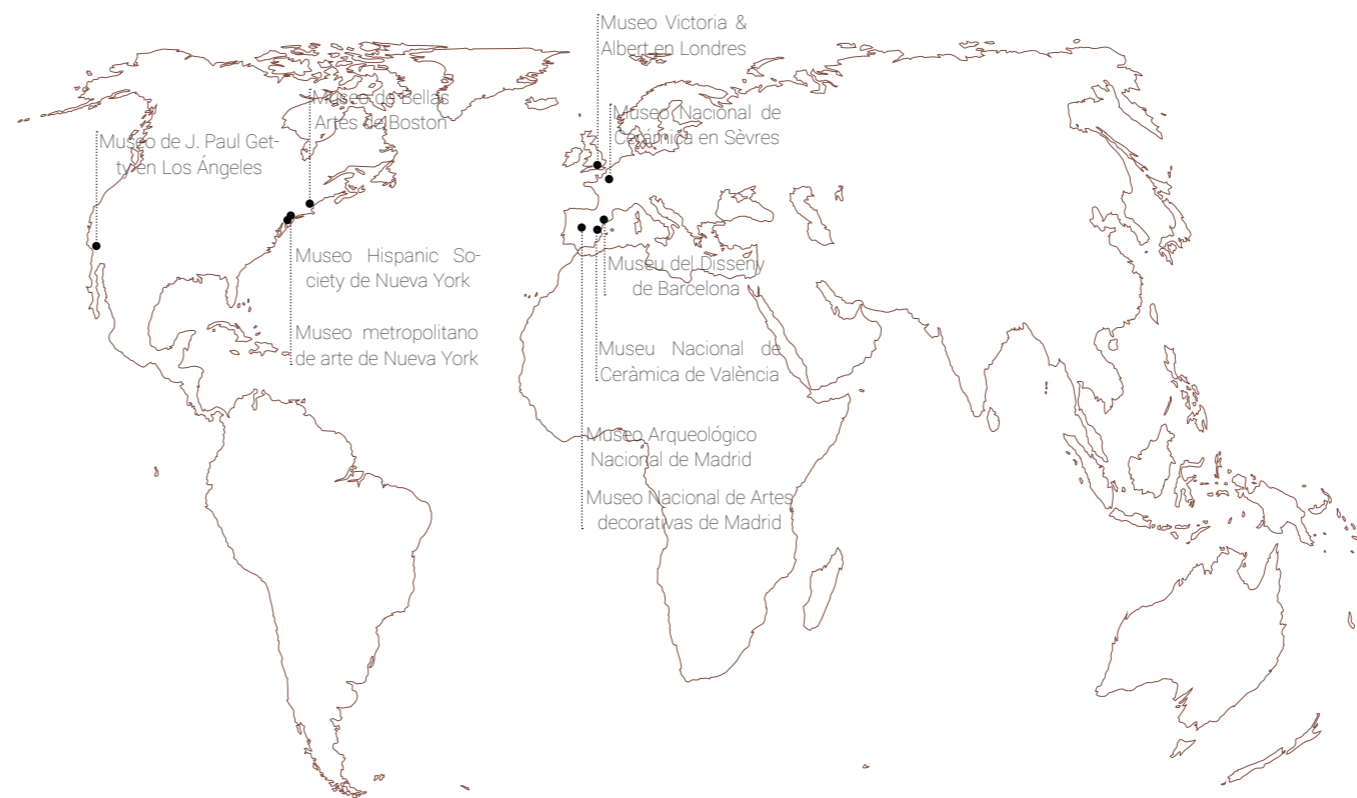 Museo Victoria &
Albert en Londres
Museo de Bellas
Artes de Boston
Museo Nacional de
Cerámica en Sèvres
Museo de J. Paul Get-
ty en Los Ángeles
Museo Hispanic So-
ciety de Nueva York
Museu del Disseny
de Barcelona
Museo metropolitano
de arte de Nueva York
Museu Nacional de
Ceràmica de València
Museo Arqueológico
Nacional de Madrid
Museo Nacional de Artes
decorativas de Madrid